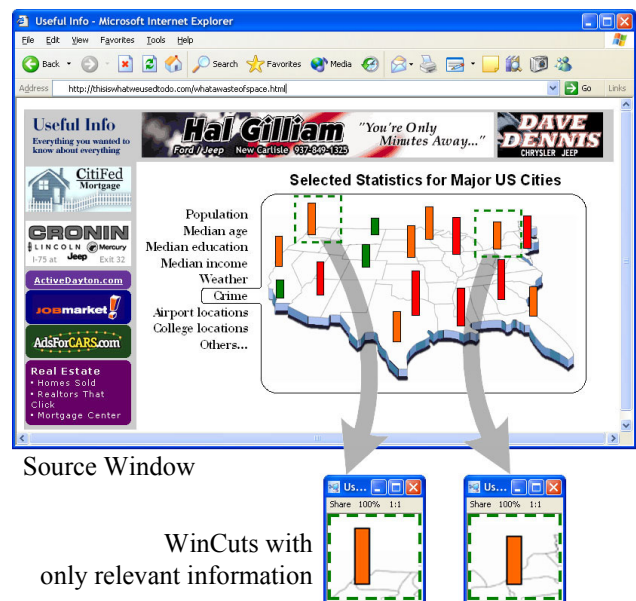 Useful Info - Microsoft Internet Explorer
File Edit View Favorites Tools Help
Back Search Favorites Media
Address http://thisiswhatweusedtodo.com/whatawasteofspace.html Go Links
Useful Info
Everything you wanted to
know about everything
Hal Gilliam
Ford / Jeep New Carlisle 937-849-1325
"You're Only
Minutes Away..."
DAVE
DENNIS
CHRYSLER JEEP
CitiFed
Mortgage
CRONIN
LINCOLN Mercury
I-75 at Jeep Exit 32
ActiveDayton.com
JOBmarket!
AdsForCARS.com
Real Estate
• Homes Sold
• Realtors That
Click
• Mortgage Center
Selected Statistics for Major US Cities
Population
Median age
Median education
Median income
Weather
Crime
Airport locations
College locations
Others...
Source Window
Us...
Share 100% 1:1
Us...
Share 100% 1:1
WinCuts with
only relevant information